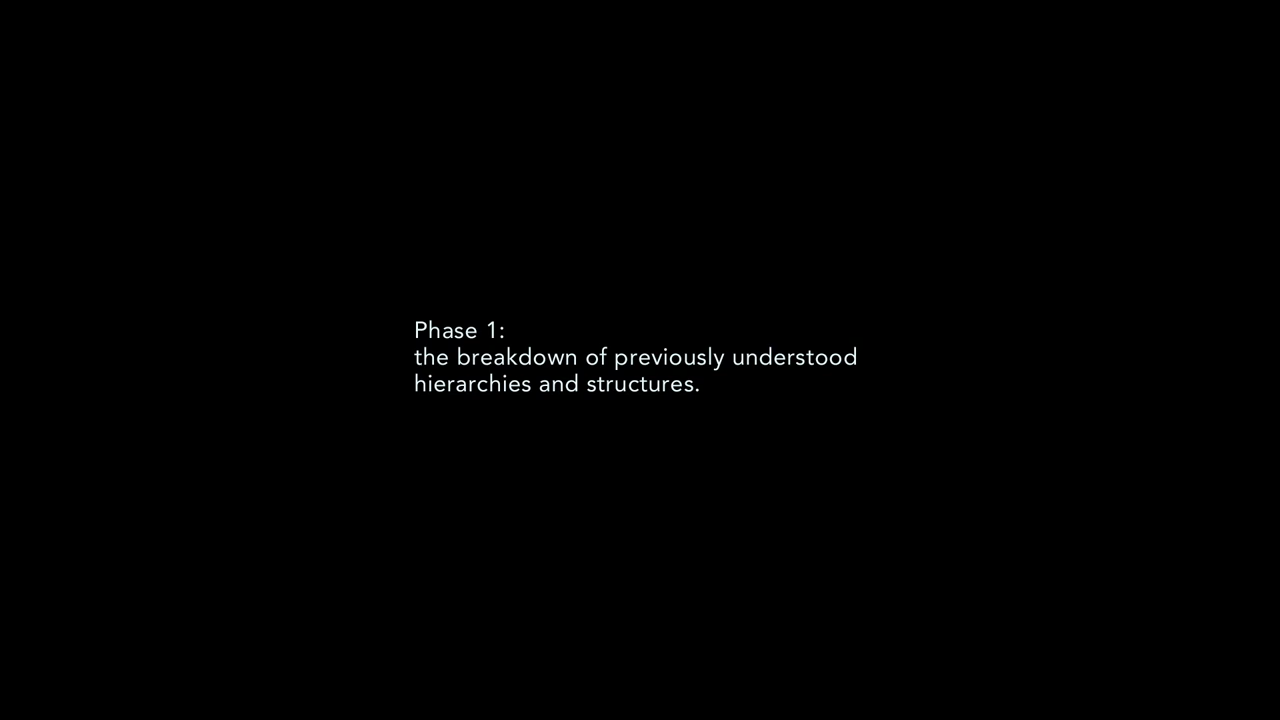 Phase 1:
the breakdown of previously understood
hierarchies and structures.